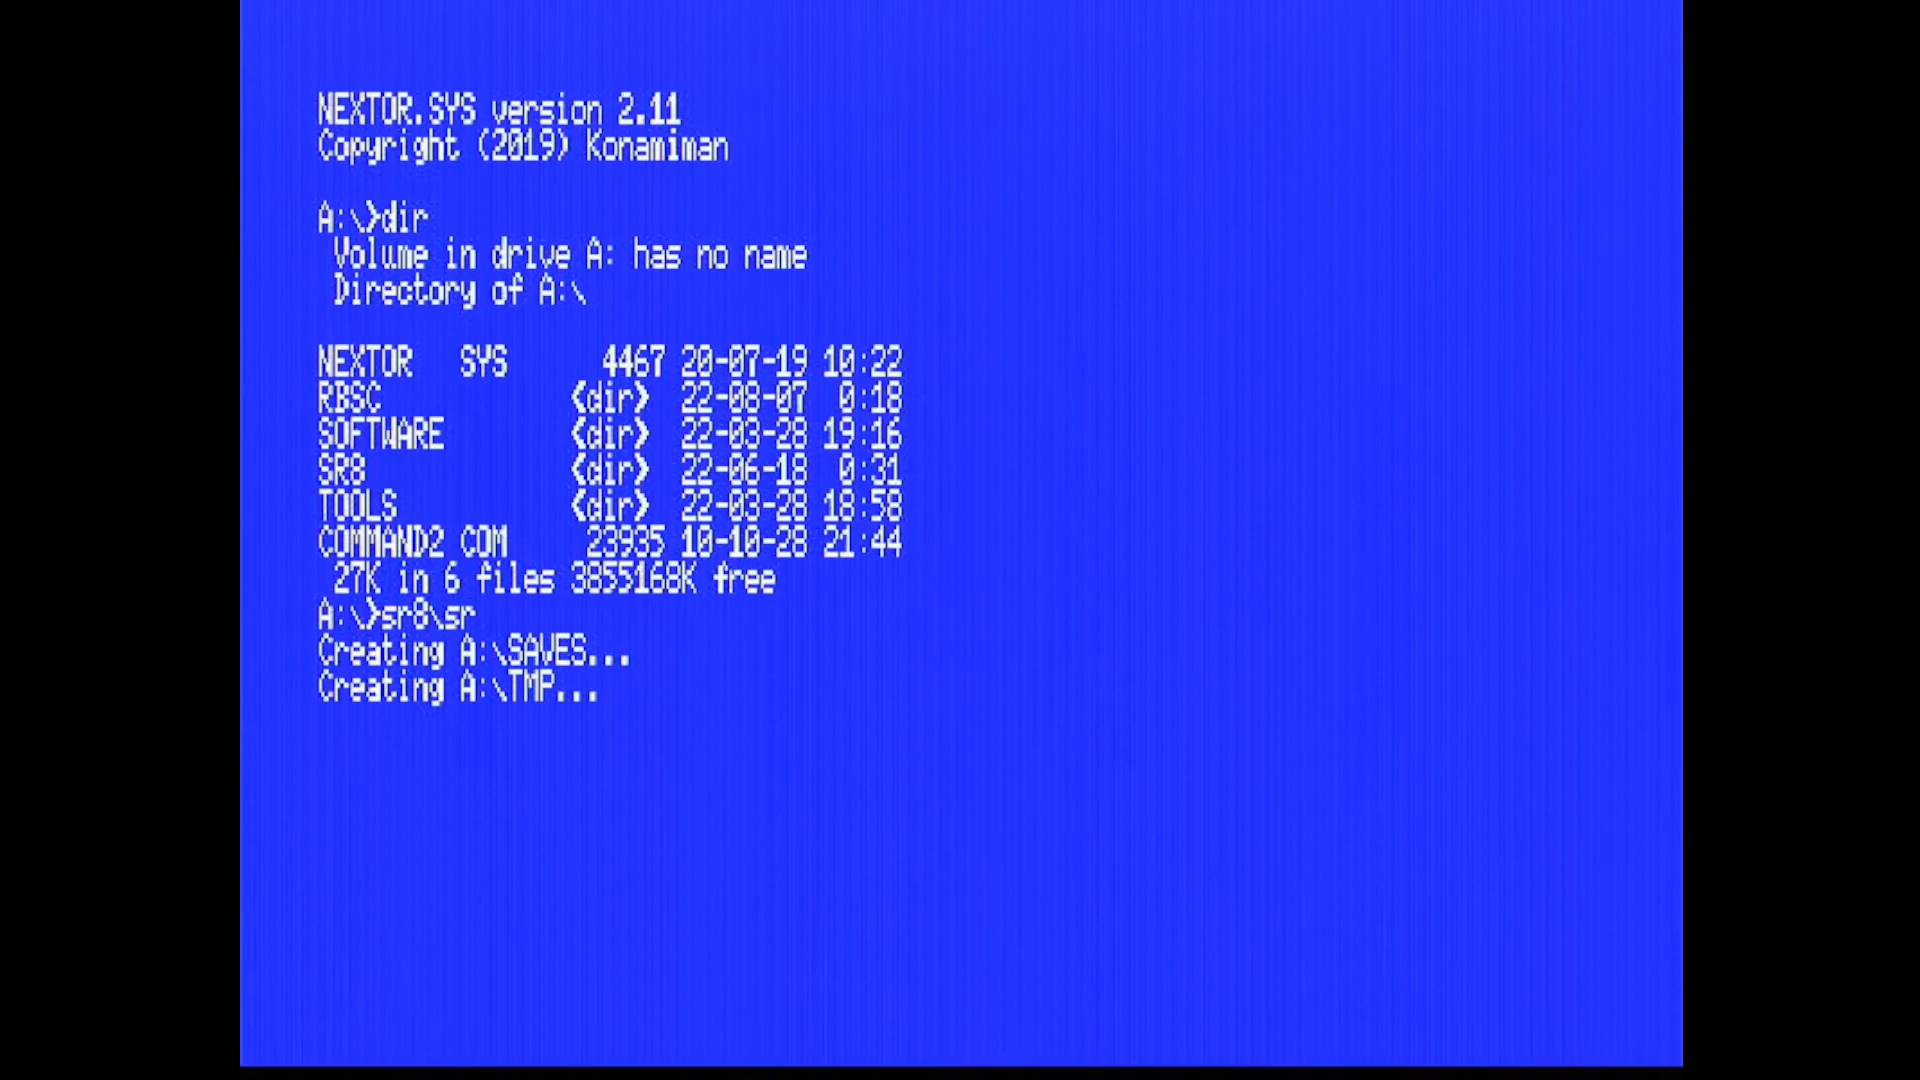 NEXTOR.SYS version 2.11
Copyright (2019) Konamiman
A:\>dir
Volume in drive A: has no name
Directory of A:\
NEXTOR   SYS      4467 20-07-19 10:22
RBSC            <dir>  22-08-07  0:18
SOFTWARE        <dir>  22-03-28 19:16
SR8             <dir>  22-06-18  0:31
TOOLS           <dir>  22-03-28 18:58
COMMAND2 COM     23935 10-10-28 21:44
27K in 6 files 3855168K free
A:\>sr8\sr
Creating A:\SAVES...
Creating A:\TMP...